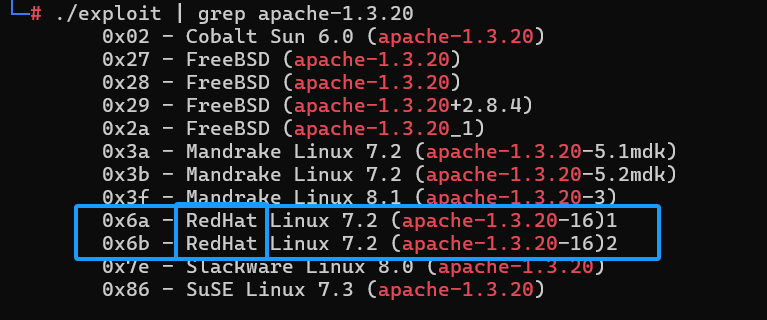 # ./exploit | grep apache-1.3.20
0x02 - Cobalt Sun 6.0 (apache-1.3.20)
0x27 - FreeBSD (apache-1.3.20)
0x28 - FreeBSD (apache-1.3.20)
0x29 - FreeBSD (apache-1.3.20+2.8.4)
0x2a - FreeBSD (apache-1.3.20_1)
0x3a - Mandrake Linux 7.2 (apache-1.3.20-5.1mdk)
0x3b - Mandrake Linux 7.2 (apache-1.3.20-5.2mdk)
0x3f - Mandrake Linux 8.1 (apache-1.3.20-3)
0x6a - RedHat Linux 7.2 (apache-1.3.20-16)1
0x6b - RedHat Linux 7.2 (apache-1.3.20-16)2
0x7e - Slackware Linux 8.0 (apache-1.3.20)
0x86 - SuSE Linux 7.3 (apache-1.3.20)